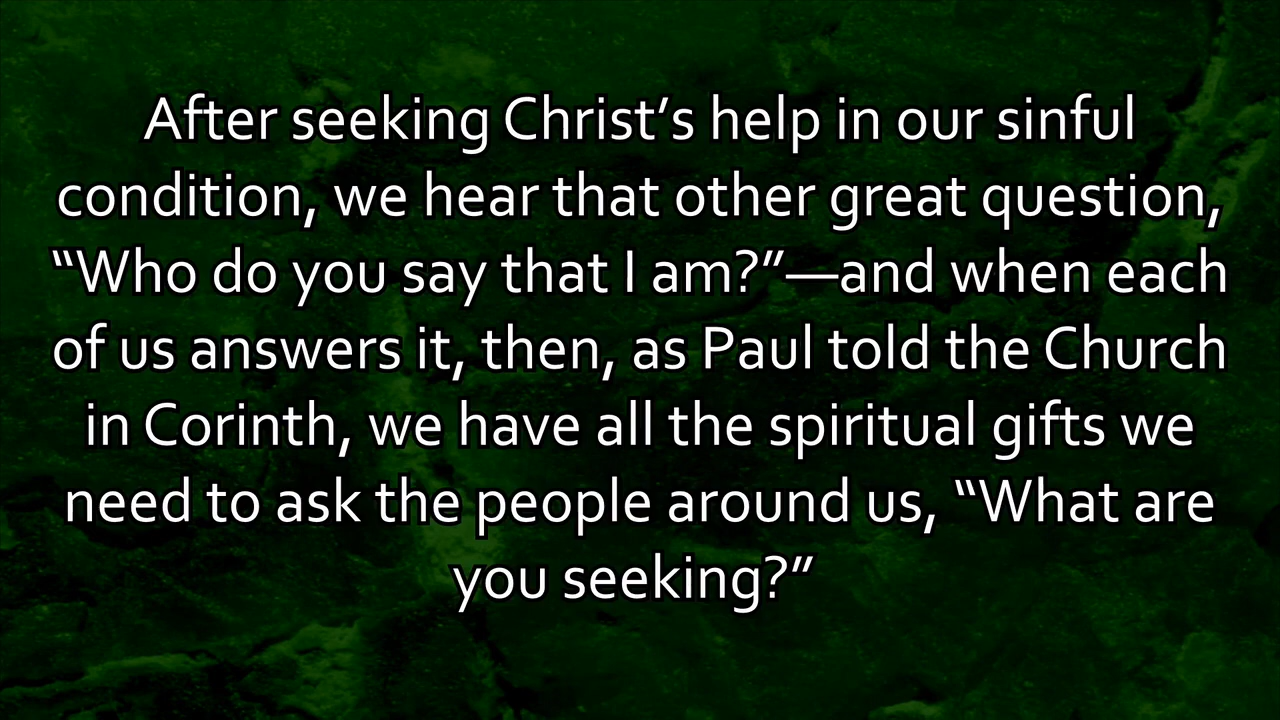 After seeking Christ’s help in our sinful
condition, we hear that other great question,
“Who do you say that I am?”—and when each
of us answers it, then, as Paul told the Church
in Corinth, we have all the spiritual gifts we
need to ask the people around us, “What are
you seeking?”